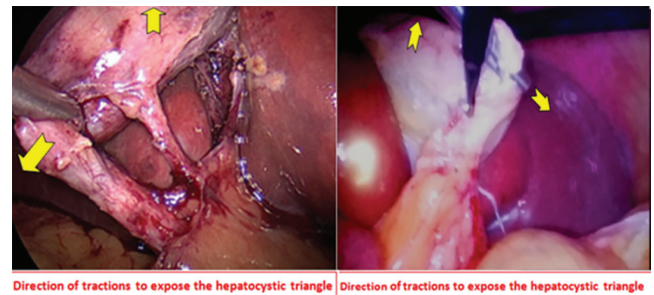 Direction of tractions to expose the hepatocystic triangle
Direction of tractions to expose the hepatocystic triangle